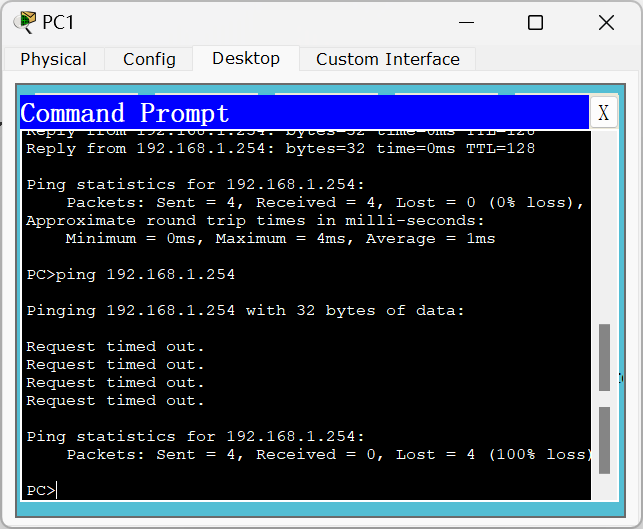 PC1
Physical Config Desktop Custom Interface
Command Prompt X
Reply from 192.168.1.254: bytes=32 time=0ms TTL=128
Reply from 192.168.1.254: bytes=32 time=0ms TTL=128
Ping statistics for 192.168.1.254:
Packets: Sent = 4, Received = 4, Lost = 0 (0% loss),
Approximate round trip times in milli-seconds:
Minimum = 0ms, Maximum = 4ms, Average = 1ms
PC>ping 192.168.1.254
Pinging 192.168.1.254 with 32 bytes of data:
Request timed out.
Request timed out.
Request timed out.
Request timed out.
Ping statistics for 192.168.1.254:
Packets: Sent = 4, Received = 0, Lost = 4 (100% loss)
PC>